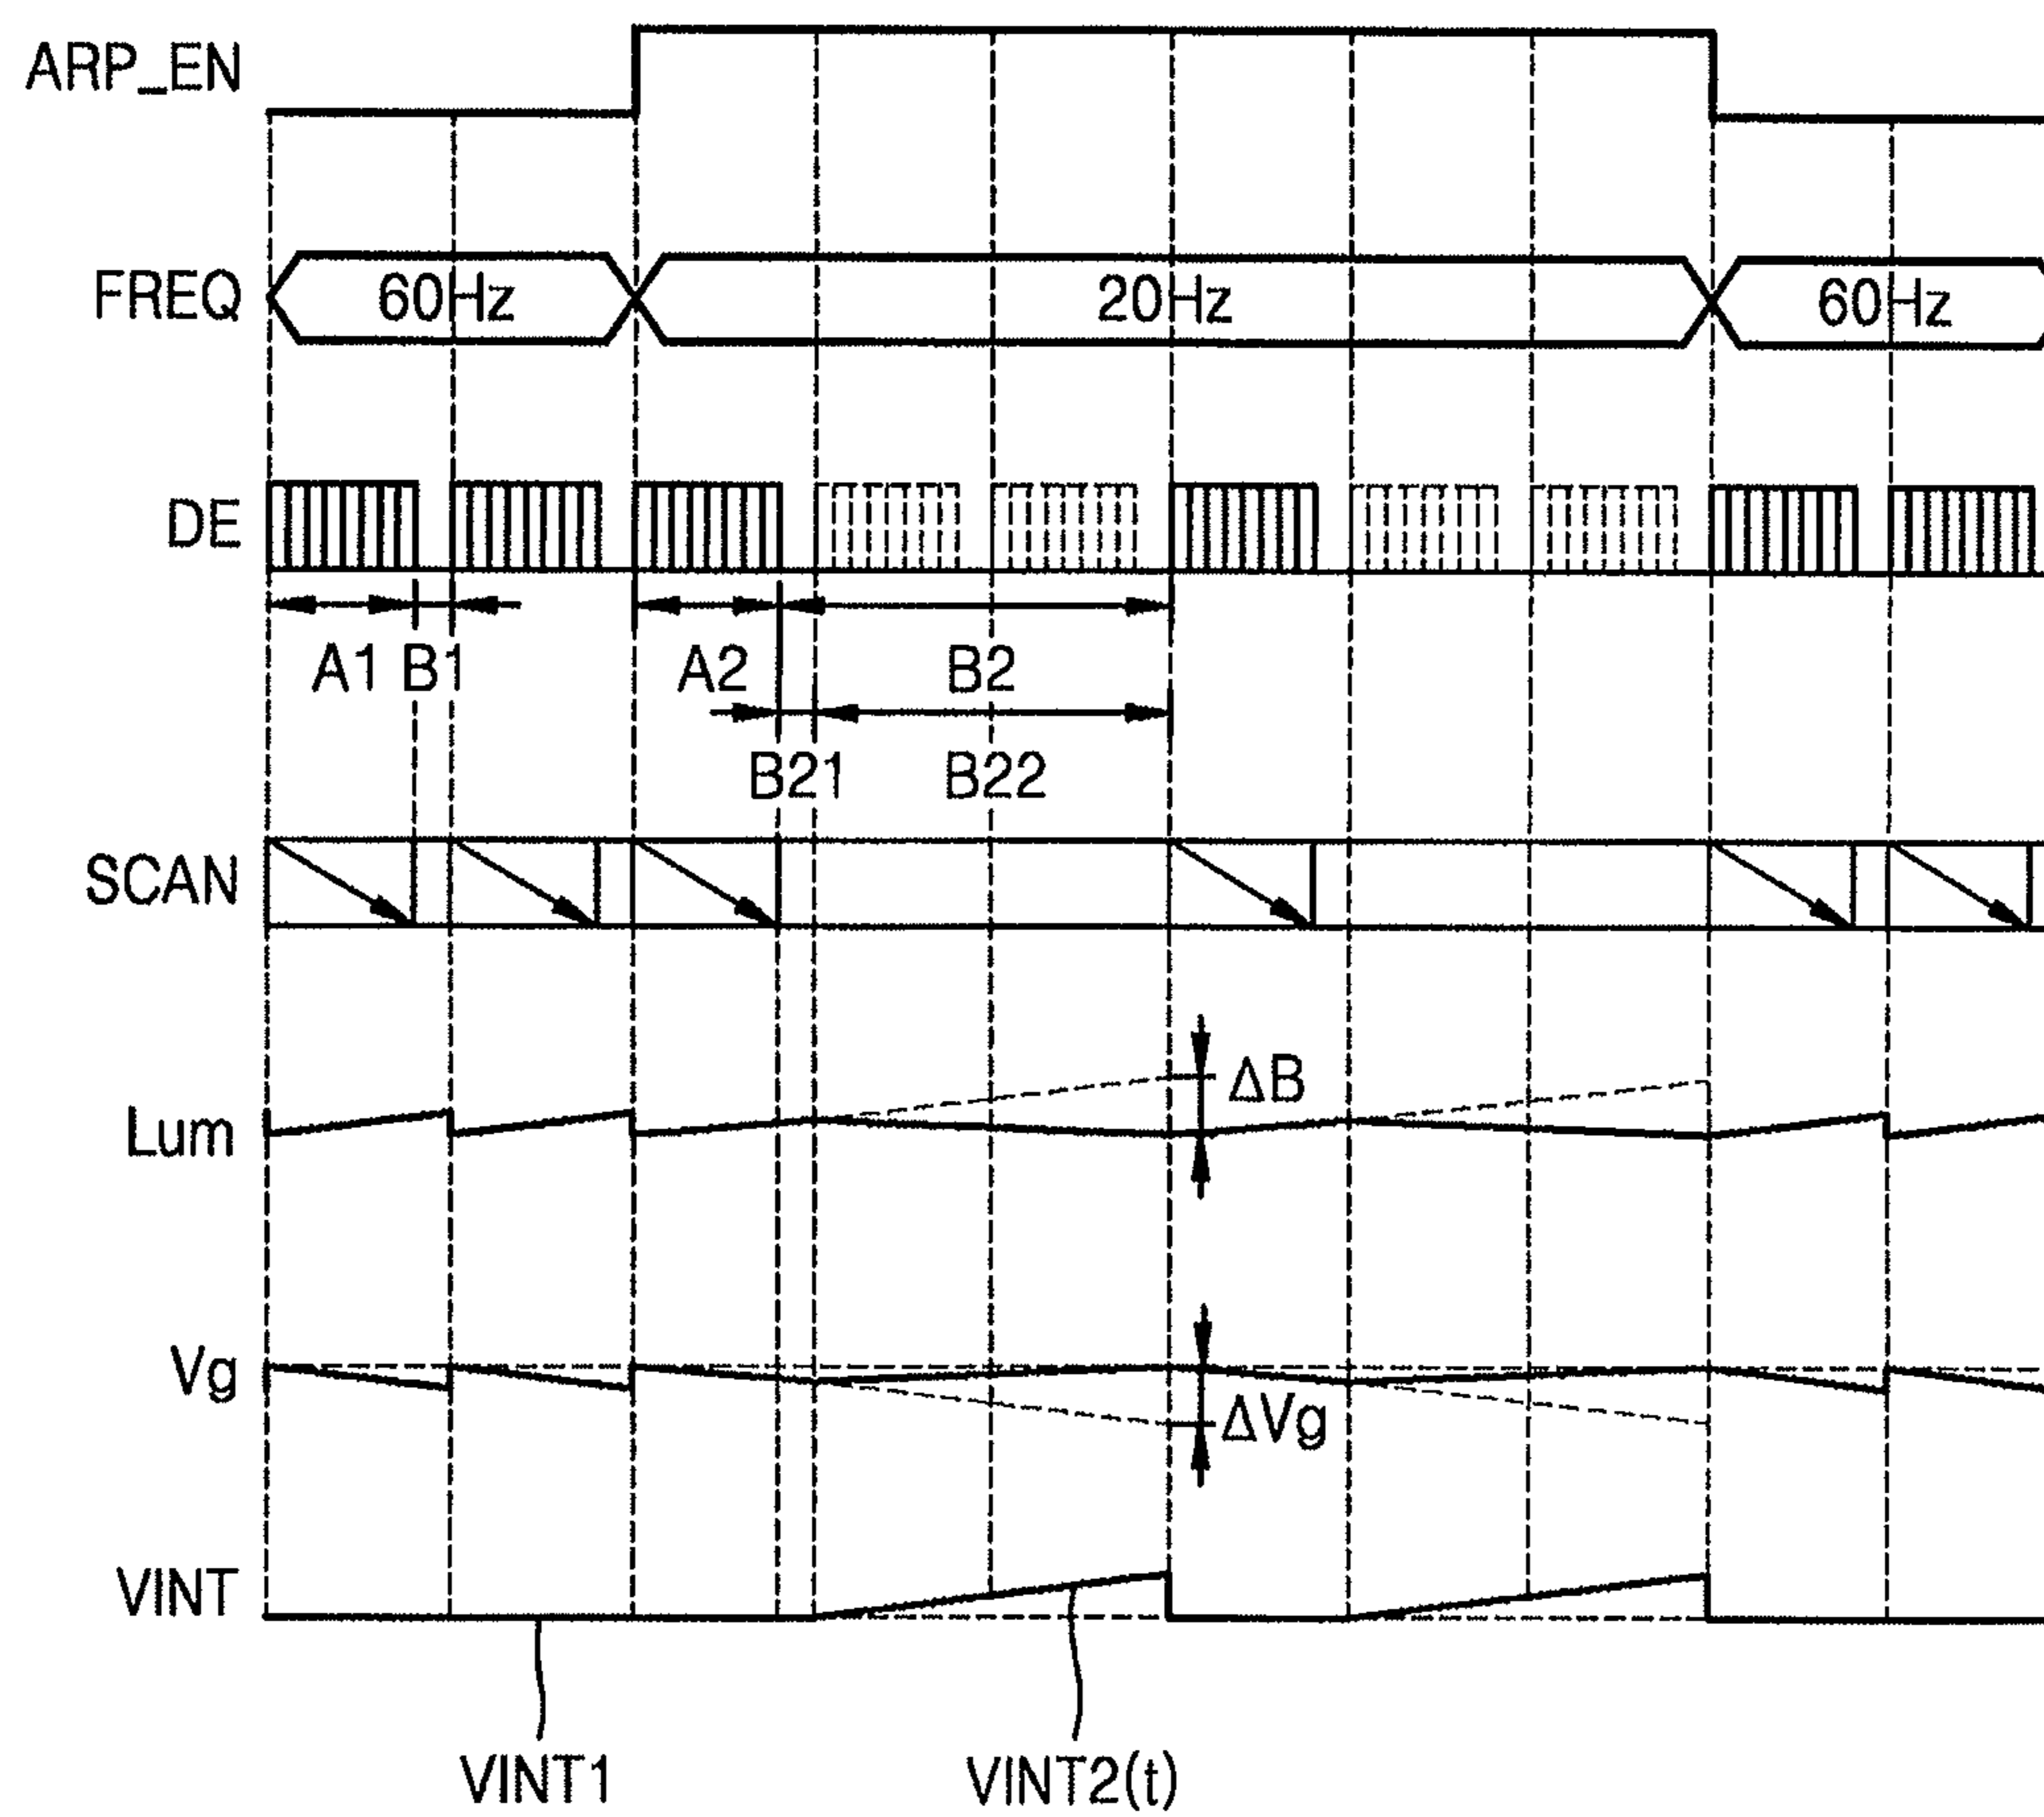 ARP_EN
FREQ 60Hz 20Hz 60Hz
DE
A1 B1 A2 B2
B21 B22
SCAN
Lum ΔB
Vg ΔVg
VINT
VINT1 VINT2(t)